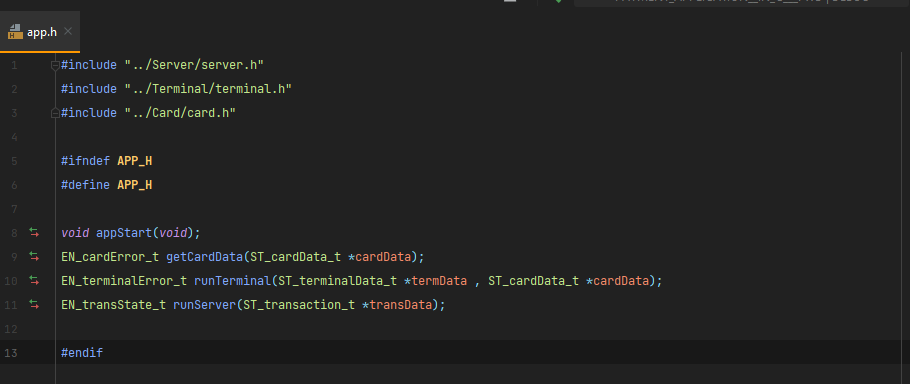 app.h
1 #include "../Server/server.h"
2 #include "../Terminal/terminal.h"
3 #include "../Card/card.h"
4
5 #ifndef APP_H
6 #define APP_H
7
8 void appStart(void);
9 EN_cardError_t getCardData(ST_cardData_t *cardData);
10 EN_terminalError_t runTerminal(ST_terminalData_t *termData , ST_cardData_t *cardData);
11 EN_transState_t runServer(ST_transaction_t *transData);
12
13 #endif